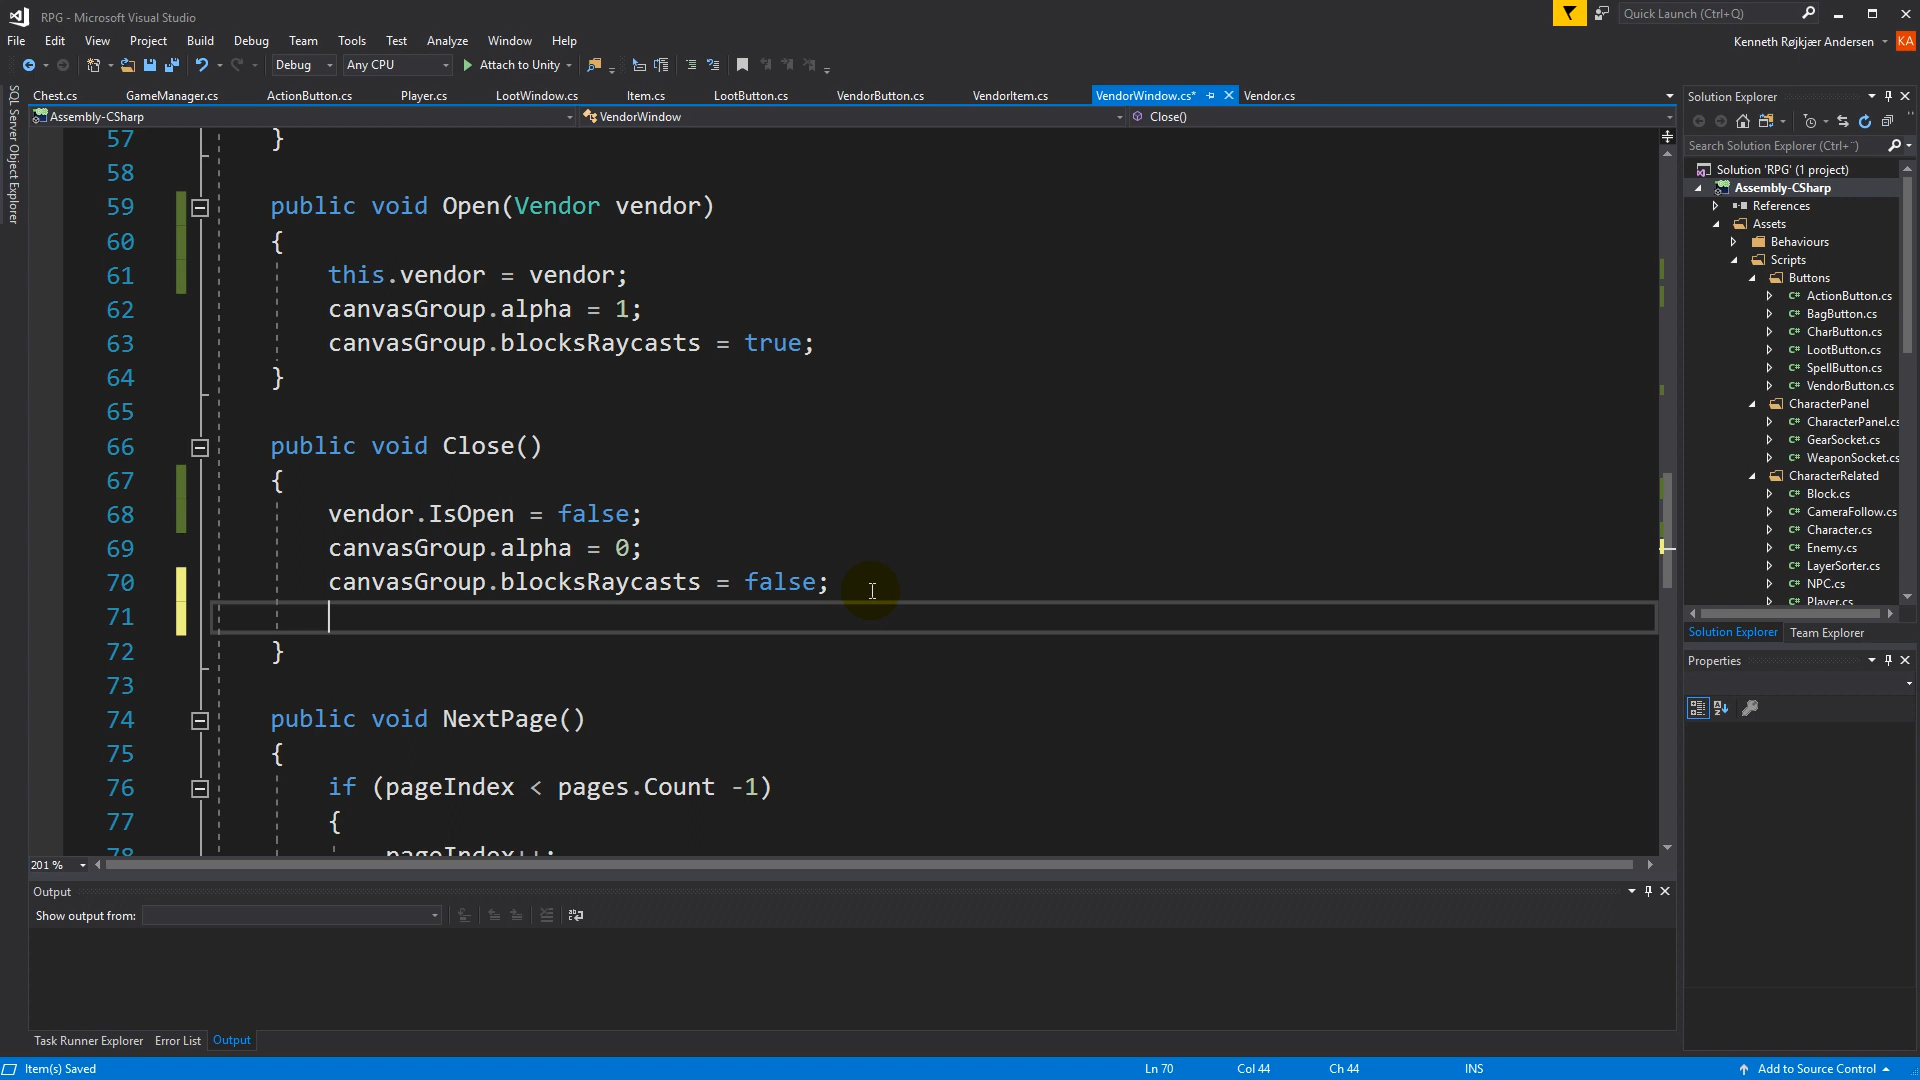 RPG - Microsoft Visual Studio
Quick Launch (Ctrl+Q)
File Edit View Project Build Debug Team Tools Test Analyze Window Help
Kenneth Røjkjær Andersen
KA
Debug
Any CPU
Attach to Unity
SQL Server Object Explorer
Chest.cs GameManager.cs ActionButton.cs Player.cs LootWindow.cs Item.cs LootButton.cs VendorButton.cs VendorItem.cs VendorWindow.cs* Vendor.cs
Assembly-CSharp
VendorWindow
Close()
57 }
58
59 public void Open(Vendor vendor)
60 {
61 this.vendor = vendor;
62 canvasGroup.alpha = 1;
63 canvasGroup.blocksRaycasts = true;
64 }
65
66 public void Close()
67 {
68 vendor.IsOpen = false;
69 canvasGroup.alpha = 0;
70 canvasGroup.blocksRaycasts = false;
71
72 }
73
74 public void NextPage()
75 {
76 if (pageIndex < pages.Count -1)
77 {
78 pageIndex++;
201 %
Output
Show output from:
Task Runner Explorer Error List Output
Solution Explorer
Search Solution Explorer (Ctrl+¨)
Solution 'RPG' (1 project)
Assembly-CSharp
References
Assets
Behaviours
Scripts
Buttons
C# ActionButton.cs
C# BagButton.cs
C# CharButton.cs
C# LootButton.cs
C# SpellButton.cs
C# VendorButton.cs
CharacterPanel
C# CharacterPanel.cs
C# GearSocket.cs
C# WeaponSocket.cs
CharacterRelated
C# Block.cs
C# CameraFollow.cs
C# Character.cs
C# Enemy.cs
C# LayerSorter.cs
C# NPC.cs
C# Player.cs
Solution Explorer Team Explorer
Properties
Item(s) Saved
Ln 70
Col 44
Ch 44
INS
Add to Source Control